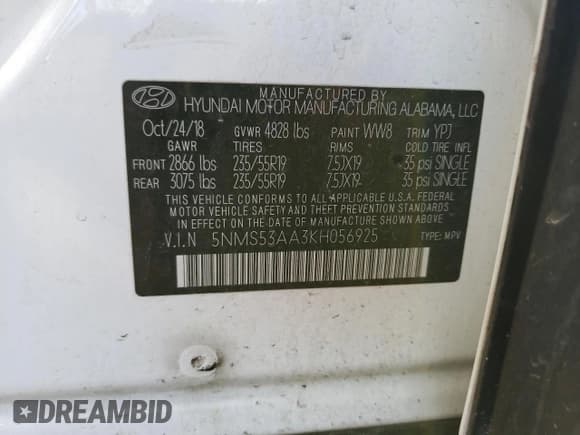 MANUFACTURED BY
HYUNDAI MOTOR MANUFACTURING ALABAMA, LLC
Oct/24/18 GVWR 4828 lbs PAINT WW8 TRIM YPJ
GAWR TIRES RIMS COLD TIRE INFL
FRONT 2866 lbs 235/55R19 7.5JX19 35 psi SINGLE
REAR 3075 lbs 235/55R19 7.5JX19 35 psi SINGLE
THIS VEHICLE CONFORMS TO ALL APPLICABLE U.S.A. FEDERAL
MOTOR VEHICLE SAFETY AND THEFT PREVENTION STANDARDS
IN EFFECT ON THE DATE OF MANUFACTURE SHOWN ABOVE.
V.I.N 5NMS53AA3KH056925 TYPE: MPV
DREAMBID